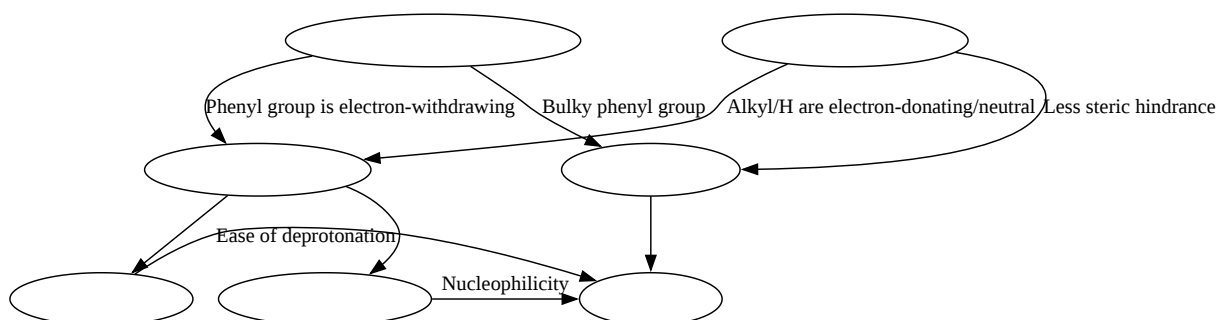 Phenyl group is electron-withdrawing
Bulky phenyl group
Alkyl/H are electron-donating/neutral
Less steric hindrance
Ease of deprotonation
Nucleophilicity